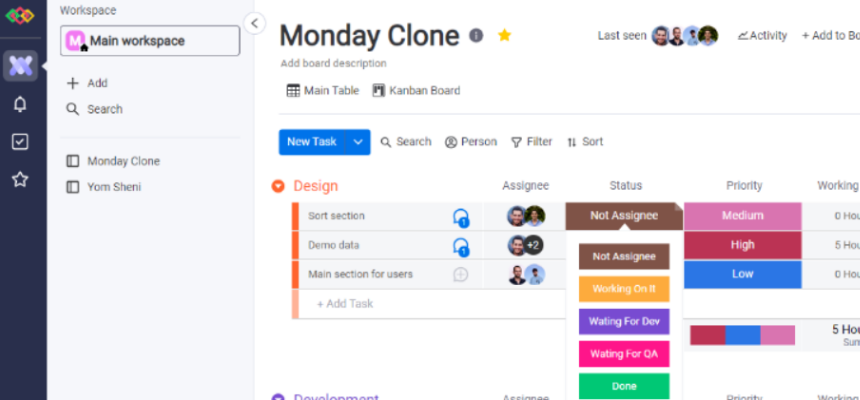 Workspace
M Main workspace
Add
Search
Monday Clone
Yom Sheni
Monday Clone
Last seen Activity + Add to Bo
Add board description
Main Table Kanban Board
New Task Search Person Filter Sort
Design Assignee Status Priority Working
Sort section 1 Not Assignee Medium 0 Hou
Demo data 1 +2 High 5 Hou
Main section for users Low 0 Hou
+ Add Task
Not Assignee
Working On It
Wating For Dev
Wating For QA
Done
5 Hou
Sum
Development Assignee Priority Working